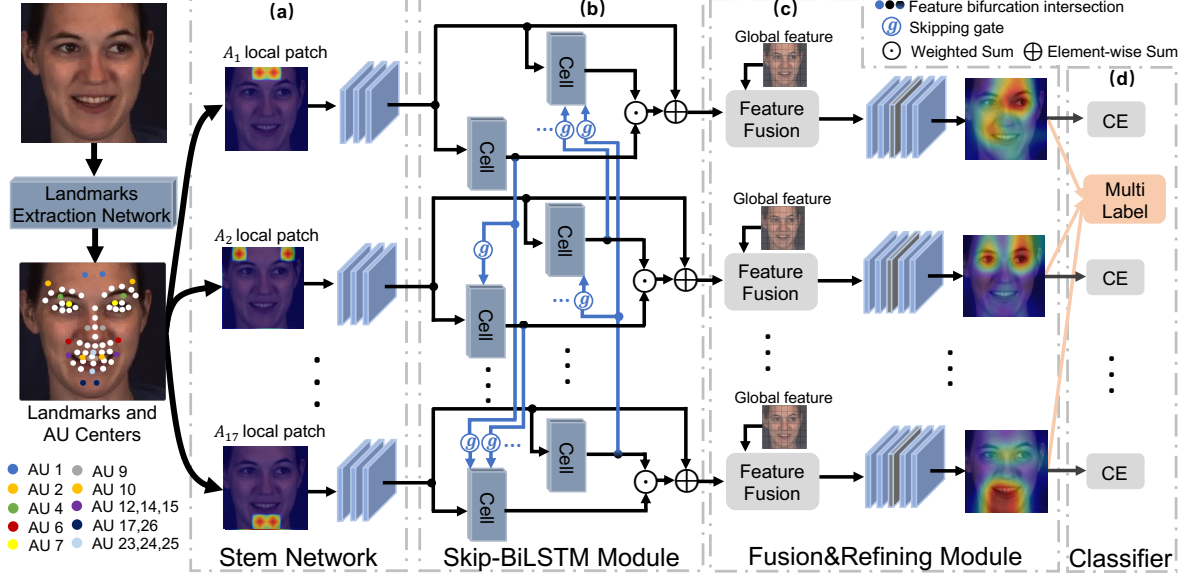 (a)
(b)
(c)
Feature bifurcation intersection
g Skipping gate
Weighted Sum
Element-wise Sum
(d)
Landmarks
Extraction Network
Landmarks and
AU Centers
AU 1
AU 2
AU 4
AU 6
AU 7
AU 9
AU 10
AU 12,14,15
AU 17,26
AU 23,24,25
A1 local patch
A2 local patch
A17 local patch
Stem Network
Cell
Cell
... g g
g
Cell
Cell
... g
g g ...
Cell
Cell
Skip-BiLSTM Module
Global feature
Feature
Fusion
Global feature
Feature
Fusion
Global feature
Feature
Fusion
Fusion&Refining Module
CE
Multi
Label
CE
CE
Classifier